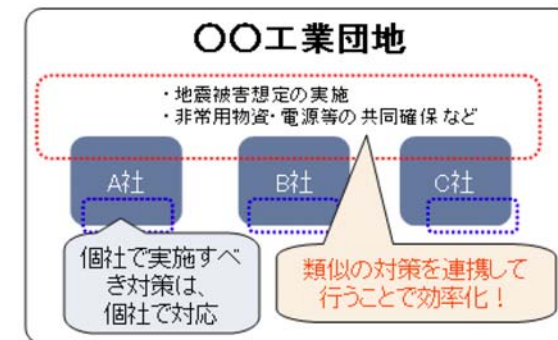 〇〇工業団地
・地震被害想定の実施
・非常用物資・電源等の共同確保など
A社
B社
C社
個社で実施すべ
き対策は、
個社で対応
類似の対策を連携して
行うことで効率化！